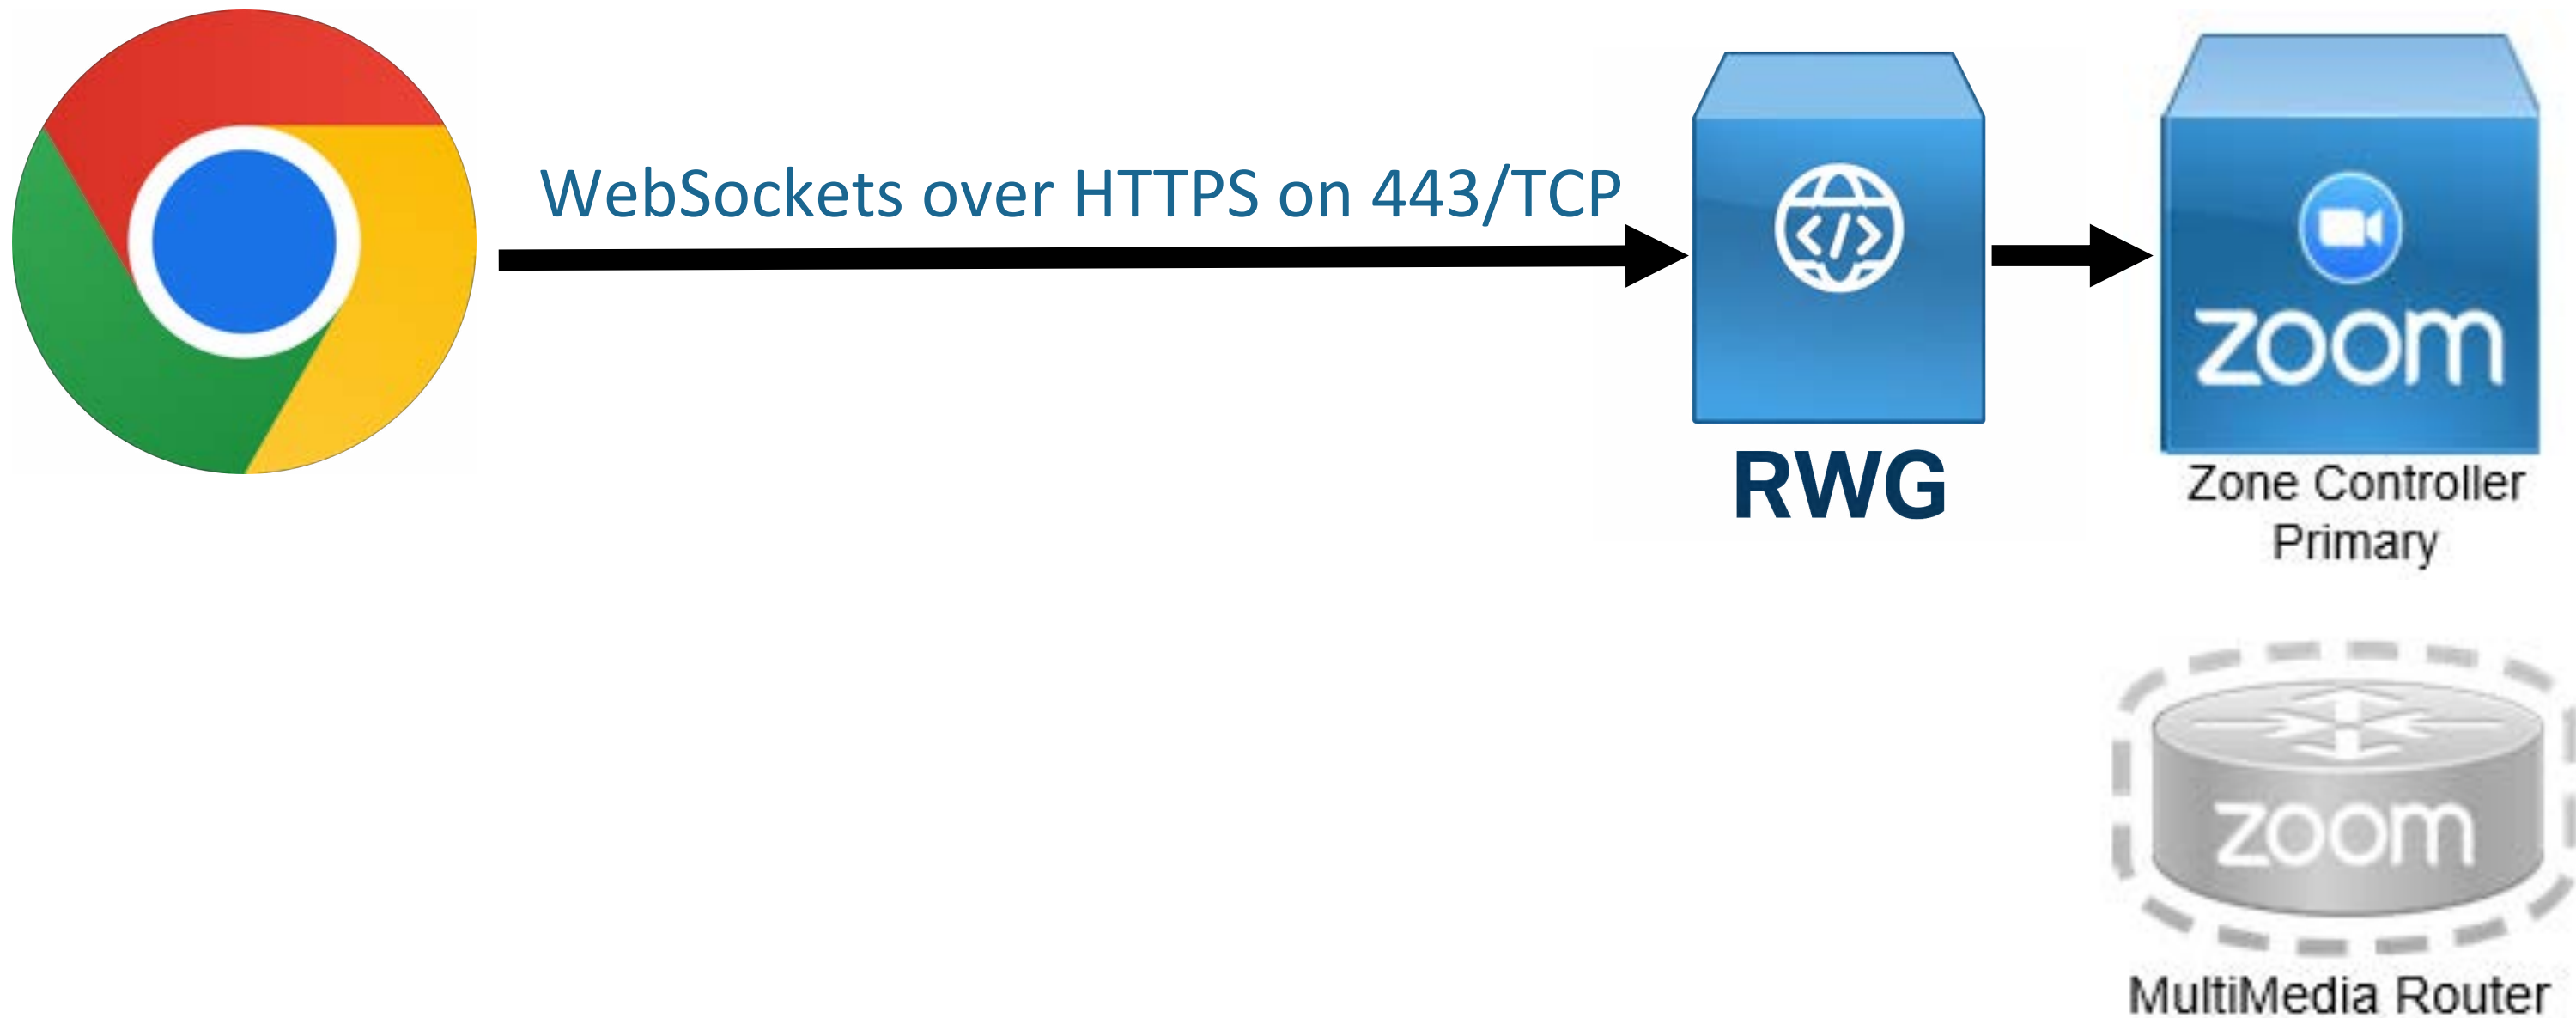 WebSockets over HTTPS on 443/TCP
zoom
RWG
Zone Controller
Primary
zoom
MultiMedia Router